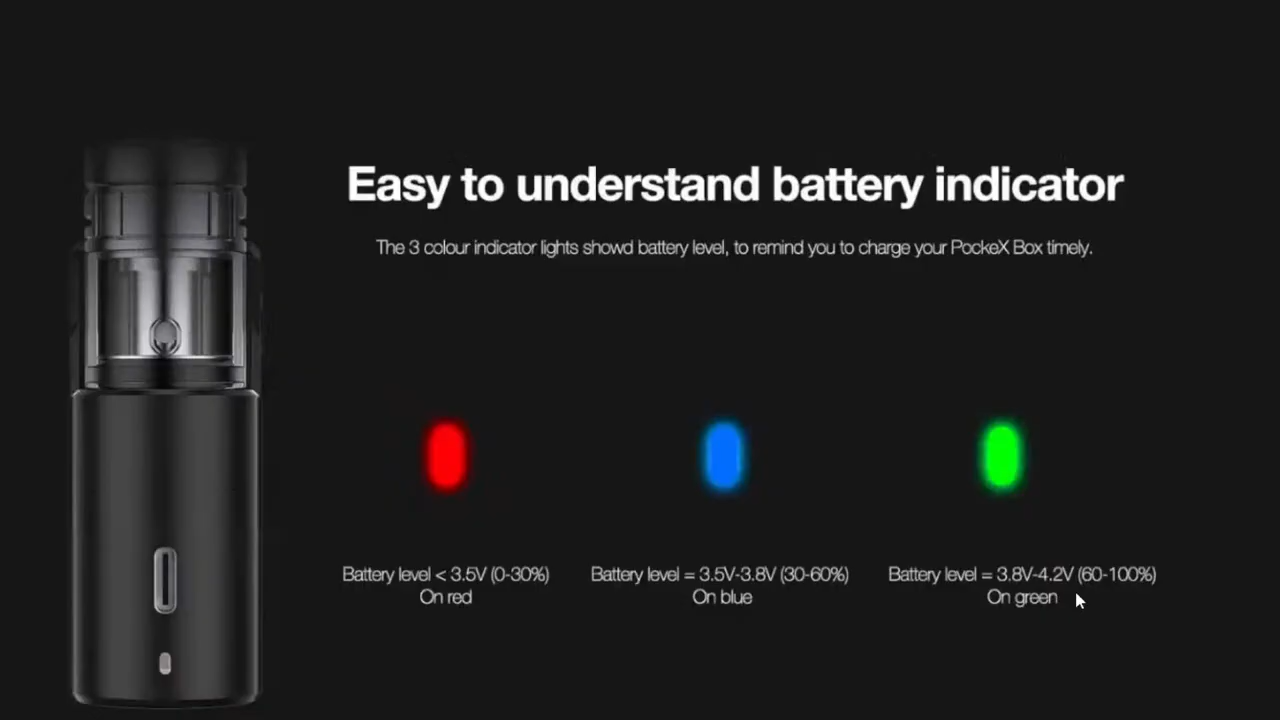 Easy to understand battery indicator
The 3 colour indicator lights showd battery level, to remind you to charge your PockeX Box timely.
Battery level < 3.5V (0-30%)
On red
Battery level = 3.5V-3.8V (30-60%)
On blue
Battery level = 3.8V-4.2V (60-100%)
On green